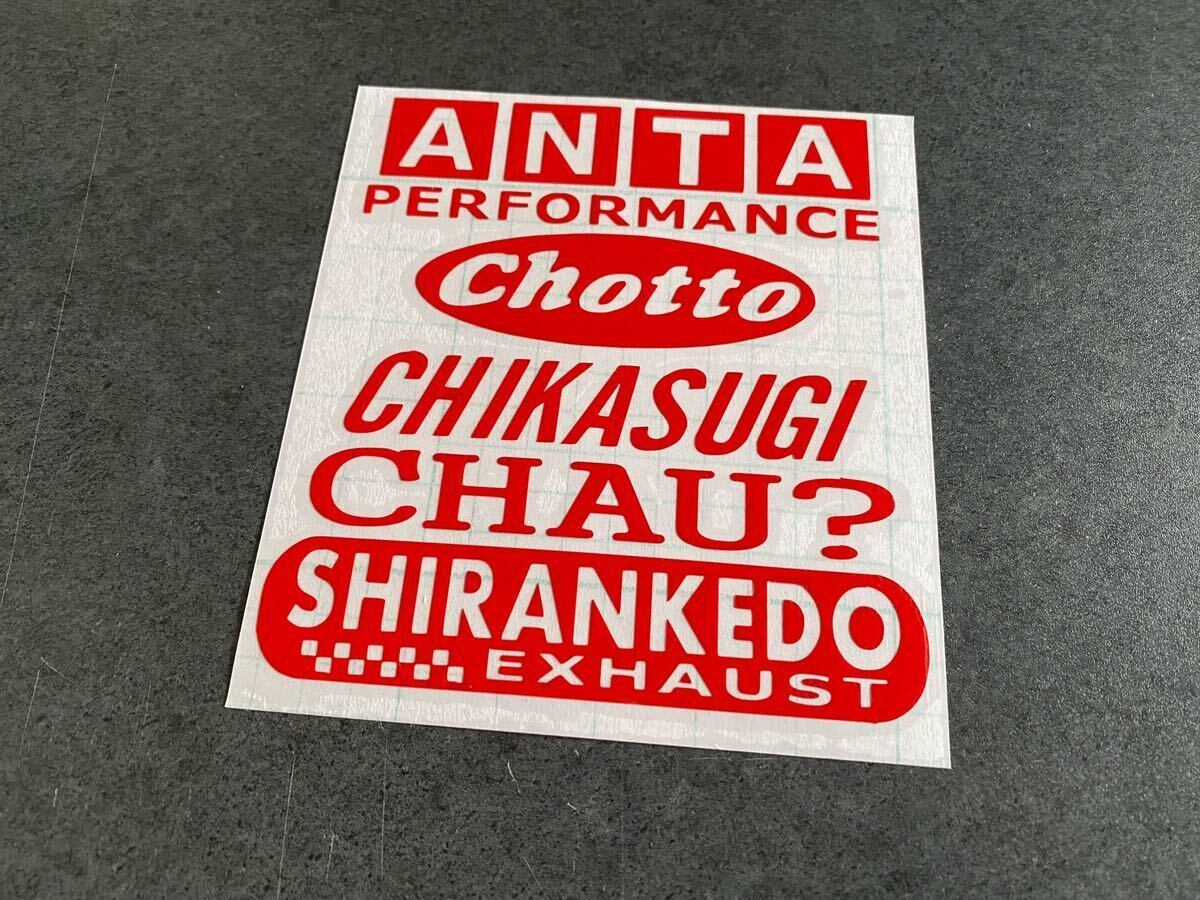 ANTA
PERFORMANCE
Chotto
CHIKASUGI
CHAU?
SHIRANKEDO
EXHAUST